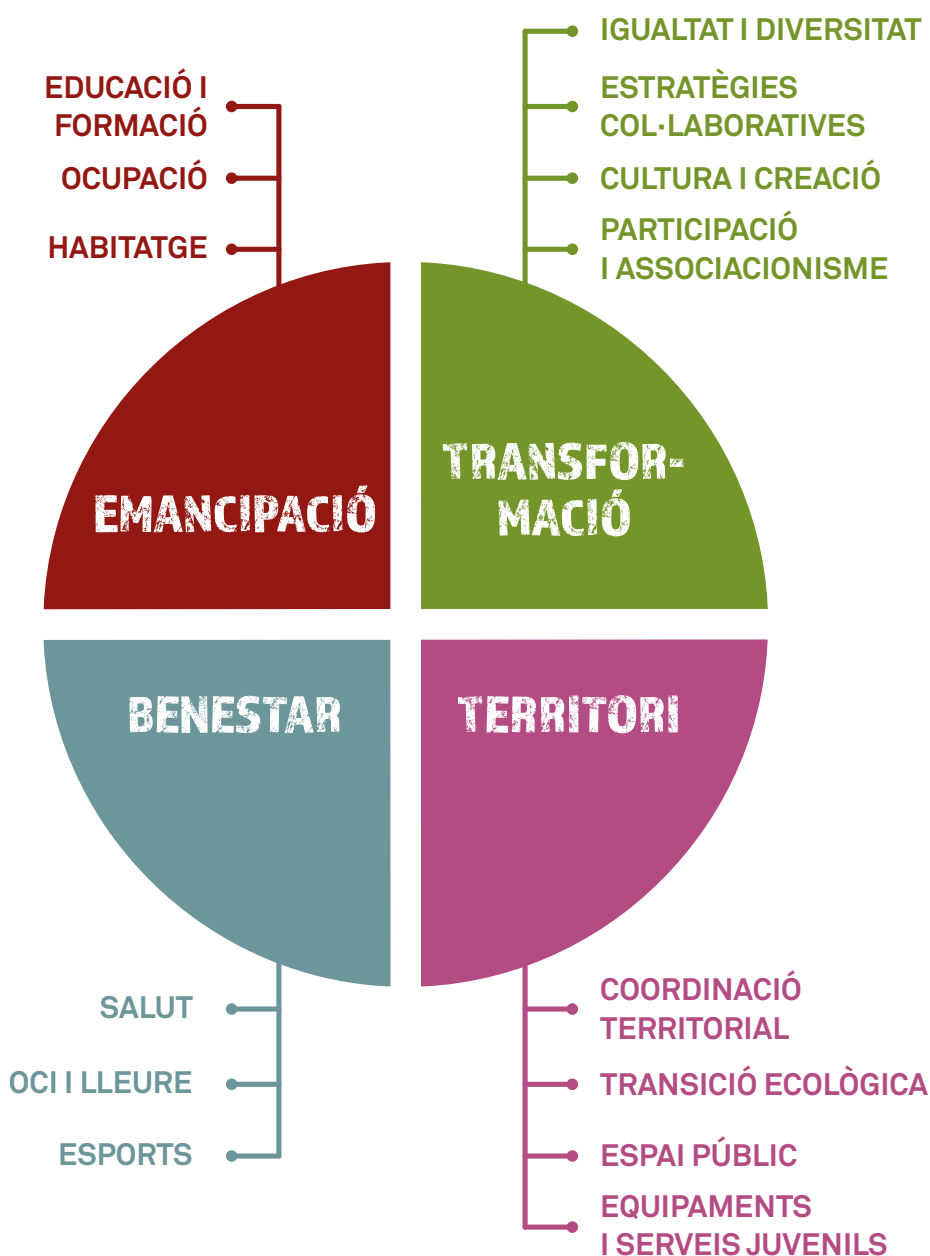 EDUCACIÓ I
FORMACIÓ
OCUPACIÓ
HABITATGE
IGUALTAT I DIVERSITAT
ESTRATÈGIES
COL·LABORATIVES
CULTURA I CREACIÓ
PARTICIPACIÓ
I ASSOCIACIONISME
EMANCIPACIÓ
TRANSFOR-
MACIÓ
BENESTAR
TERRITORI
SALUT
OCI I LLEURE
ESPORTS
COORDINACIÓ
TERRITORIAL
TRANSICIÓ ECOLÒGICA
ESPAI PÚBLIC
EQUIPAMENTS
I SERVEIS JUVENILS